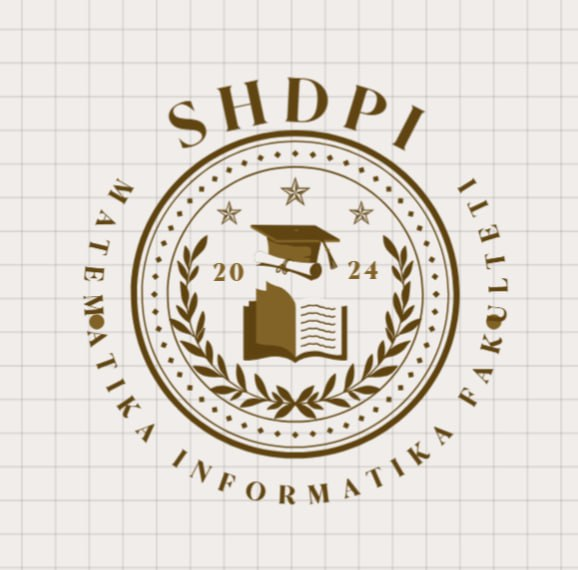 SHDPI
20 24
MATEMATIKA INFORMATIKA FAKULTETI